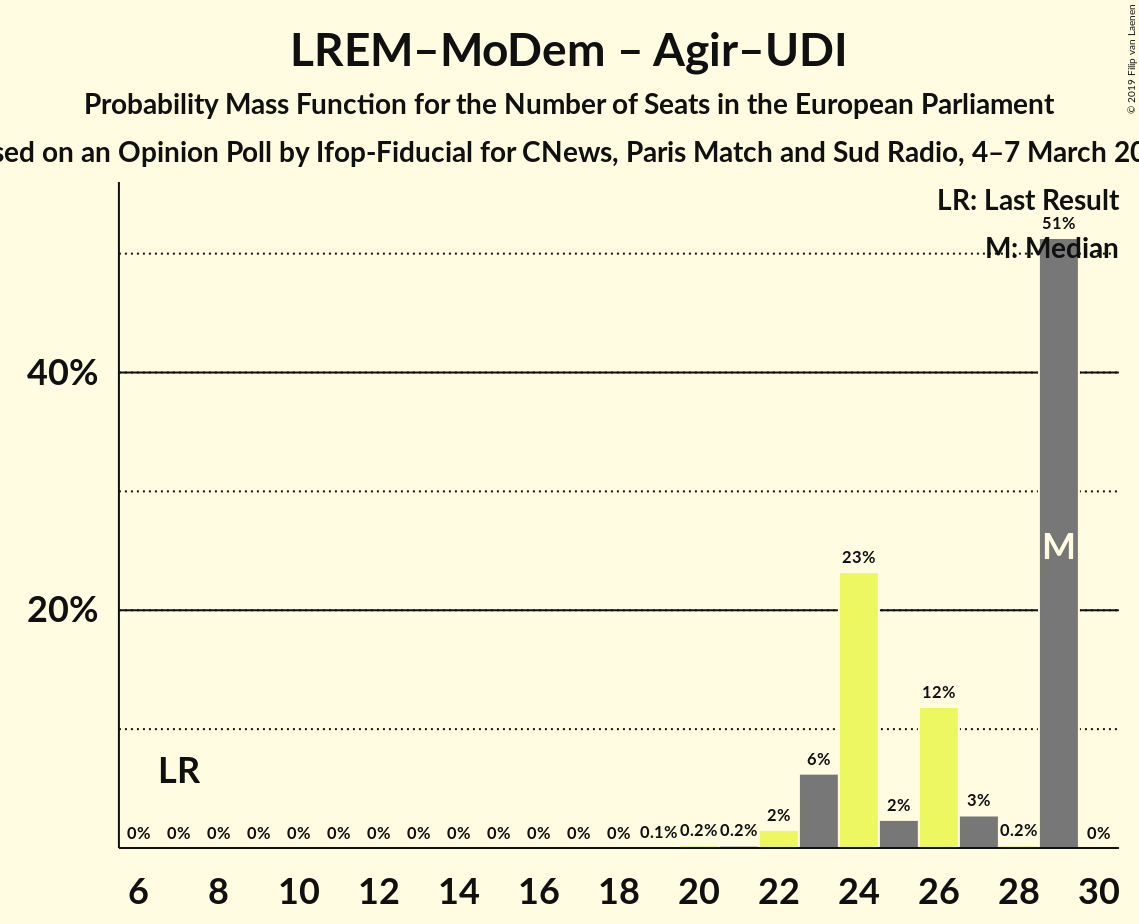 LREM–MoDem – Agir–UDI
Probability Mass Function for the Number of Seats in the European Parliament
on an Opinion Poll by Ifop-Fiducial for CNews, Paris Match and Sud Radio, 4–7 March
© 2019 Filip van Laenen
LR: Last Result
51%
M: Median
40%
M
23%
20%
12%
6%
LR
3%
2%
2%
0% 0% 0% 0% 0% 0% 0% 0% 0% 0% 0% 0% 0% 0.1% 0.2% 0.2% 0.2% 0%
6 8 10 12 14 16 18 20 22 24 26 28 30